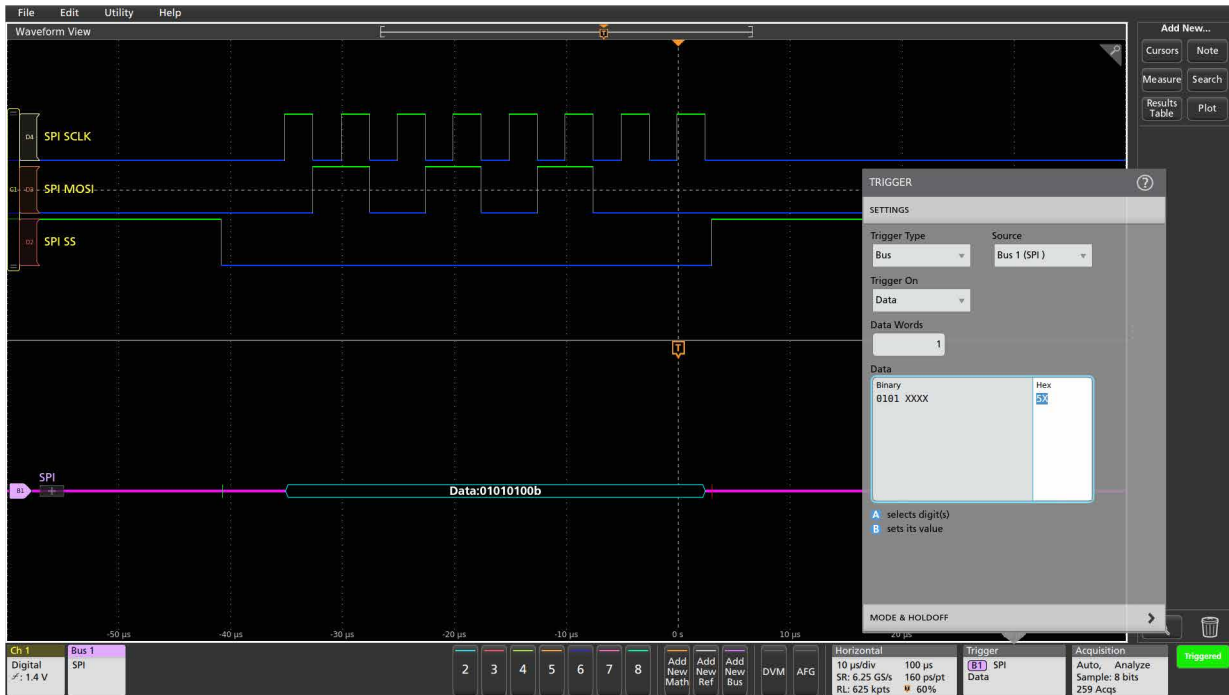 File Edit Utility Help
Waveform View
Add New...
Cursors Note
Measure Search
Results Table Plot
D4 SPI SCLK
C1 D3 SPI MOSI
D2 SPI SS
TRIGGER
SETTINGS
Trigger Type Source
Bus Bus 1 (SPI )
Trigger On
Data
Data Words
1
Data
Binary Hex
0101 XXXX 5X
A selects digit(s)
B sets its value
MODE & HOLDOFF
T
SPI
B1 Data:01010100b
-50 µs -40 µs -30 µs -20 µs -10 µs 0 s 10 µs 20 µs
Ch 1
Digital
: 1.4 V
Bus 1
SPI
2 3 4 5 6 7 8
Add New Math
Add New Ref
Add New Bus
DVM
AFG
Horizontal
10 µs/div 100 µs
SR: 6.25 GS/s 160 ps/pt
RL: 625 kpts 60%
Trigger
B1 SPI
Data
Acquisition
Auto, Analyze
Sample: 8 bits
259 Acqs
Triggered